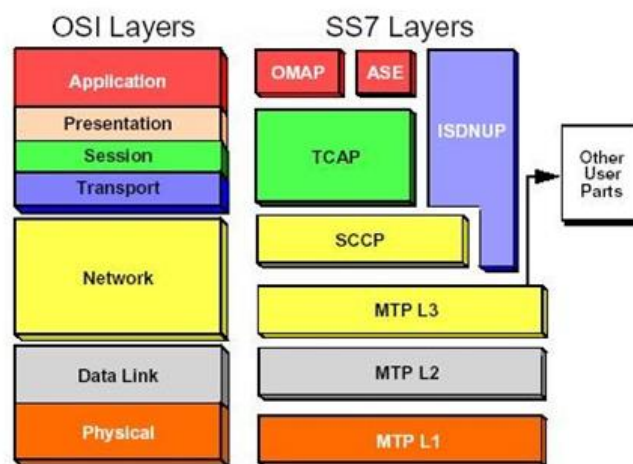 OSI Layers
SS7 Layers
Application
Presentation
Session
Transport
Network
Data Link
Physical
OMAP
ASE
ISDNUP
TCAP
SCCP
MTP L3
MTP L2
MTP L1
Other
User
Parts